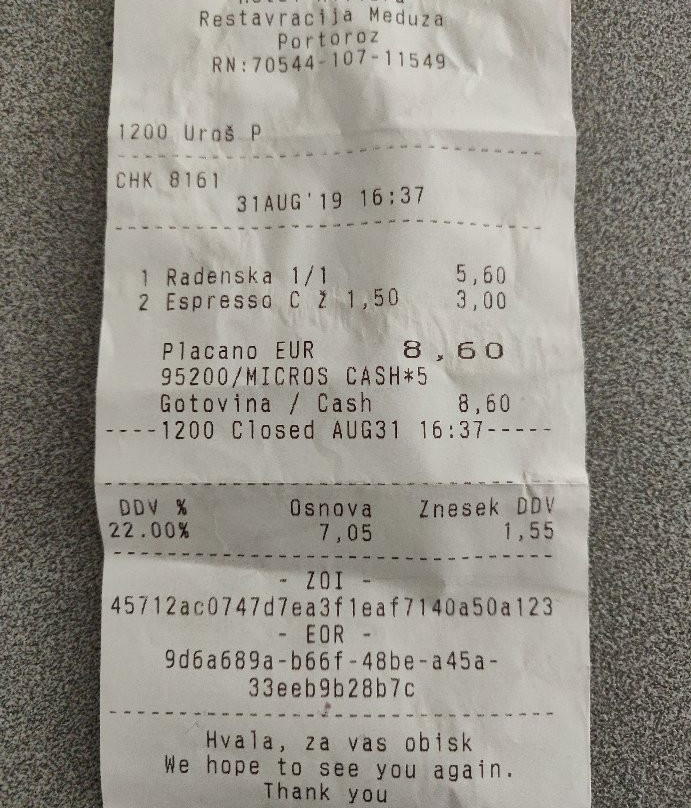 Restavracija Meduza
Portoroz
RN:70544-107-11549
1200 Uroš P
CHK 8161
31AUG'19 16:37
1 Radenska 1/1 5,60
2 Espresso C ž 1,50 3,00
Placano EUR 8,60
95200/MICROS CASH*5
Gotovina / Cash 8,60
----1200 Closed AUG31 16:37-----
DDV % Osnova Znesek DDV
22.00% 7,05 1,55
- ZOI -
45712ac0747d7ea3f1eaf7140a50a123
- EOR -
9d6a689a-b66f-48be-a45a-
33eeb9b28b7c
Hvala, za vas obisk
We hope to see you again.
Thank you